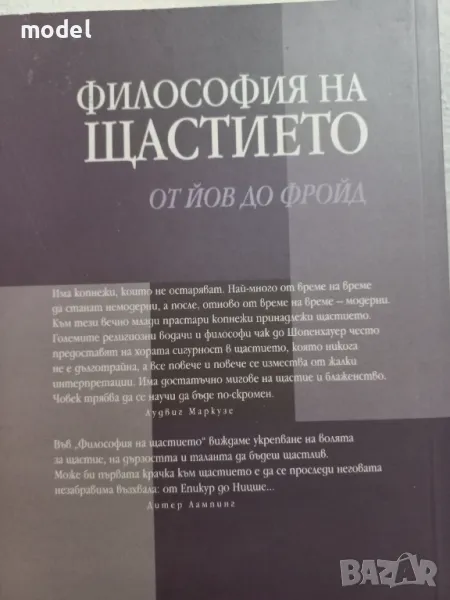 model
ФИЛОСОФИЯ НА
ЩАСТИЕТО
ОТ ЙОВ ДО ФРОЙД
Има копнежи, които не остаряват. Най-много от време на време
да станат немодерни, а после, отново от време на време – модерни.
Към тези вечно млади прастари копнежи принадлежи щастието.
Големите религиозни водачи и философи чак до Шопенхауер често
предоставят на хората сигурност в щастието, която никога
не е дълготрайна, а все повече и повече се измества от жалки
интерпретации. Има достатъчно мигове на щастие и блаженство.
Човек трябва да се научи да бъде по-скромен.
Лудвиг Маркузе
Във „Философия на щастието" виждаме укрепване на волята
за щастие, на дързостта и таланта да бъдеш щастлив.
Може би първата крачка към щастието е да се проследи неговата
незабравима възхвала: от Епикур до Ницше...
Дитер Лампинг
BAZAR